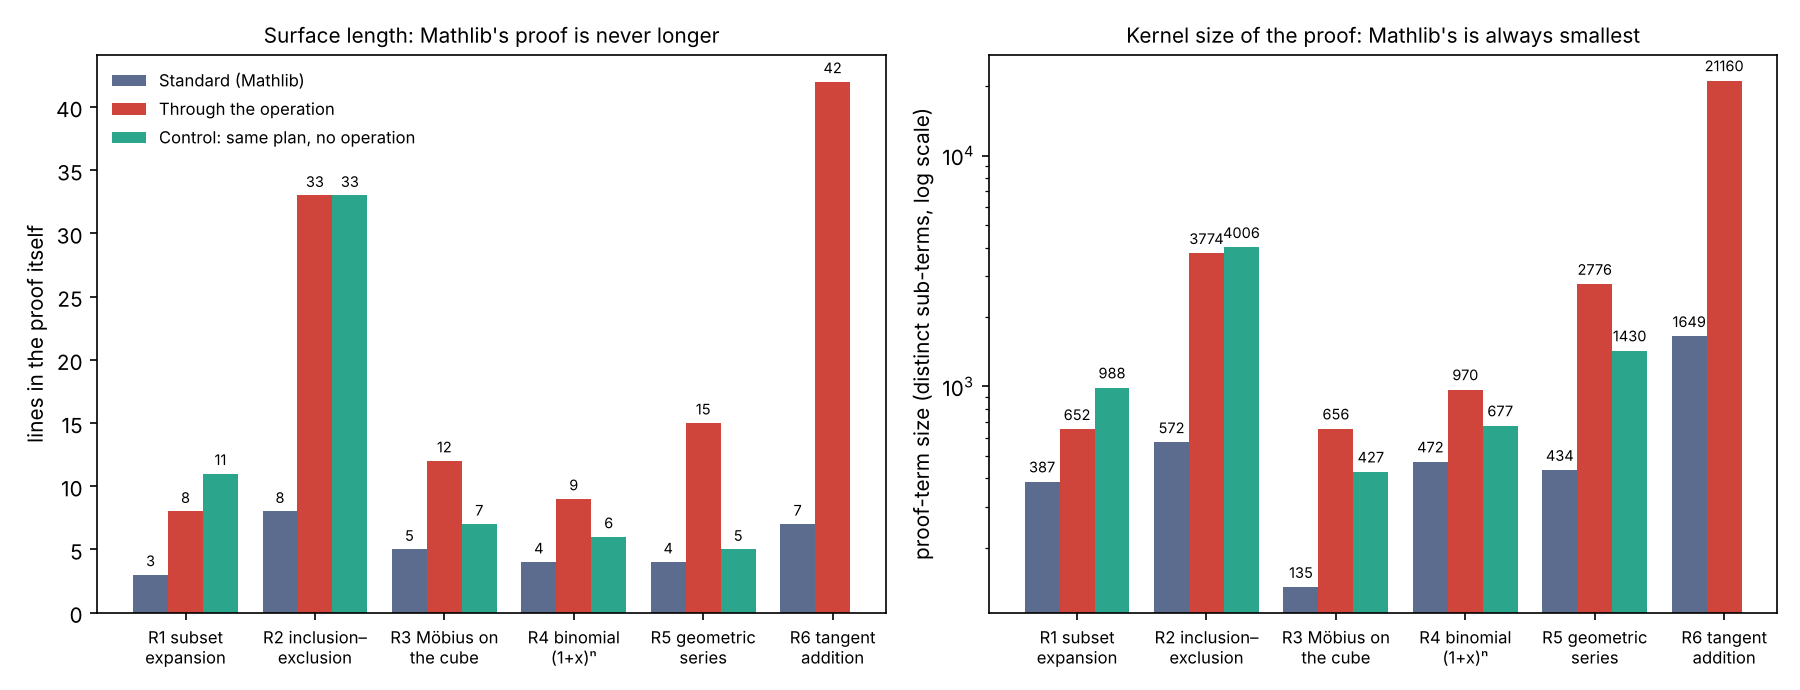 Surface length: Mathlib's proof is never longer
lines in the proof itself
40
35
30
25
20
15
10
5
0
Standard (Mathlib)
Through the operation
Control: same plan, no operation
3
8
11
8
33
33
5
12
7
4
9
6
4
15
5
7
42
R1 subset
expansion
R2 inclusion–
exclusion
R3 Möbius on
the cube
R4 binomial
(1+x)ⁿ
R5 geometric
series
R6 tangent
addition
Kernel size of the proof: Mathlib's is always smallest
proof-term size (distinct sub-terms, log scale)
10⁴
10³
387
652
988
572
3774
4006
135
656
427
472
970
677
434
2776
1430
1649
21160
R1 subset
expansion
R2 inclusion–
exclusion
R3 Möbius on
the cube
R4 binomial
(1+x)ⁿ
R5 geometric
series
R6 tangent
addition